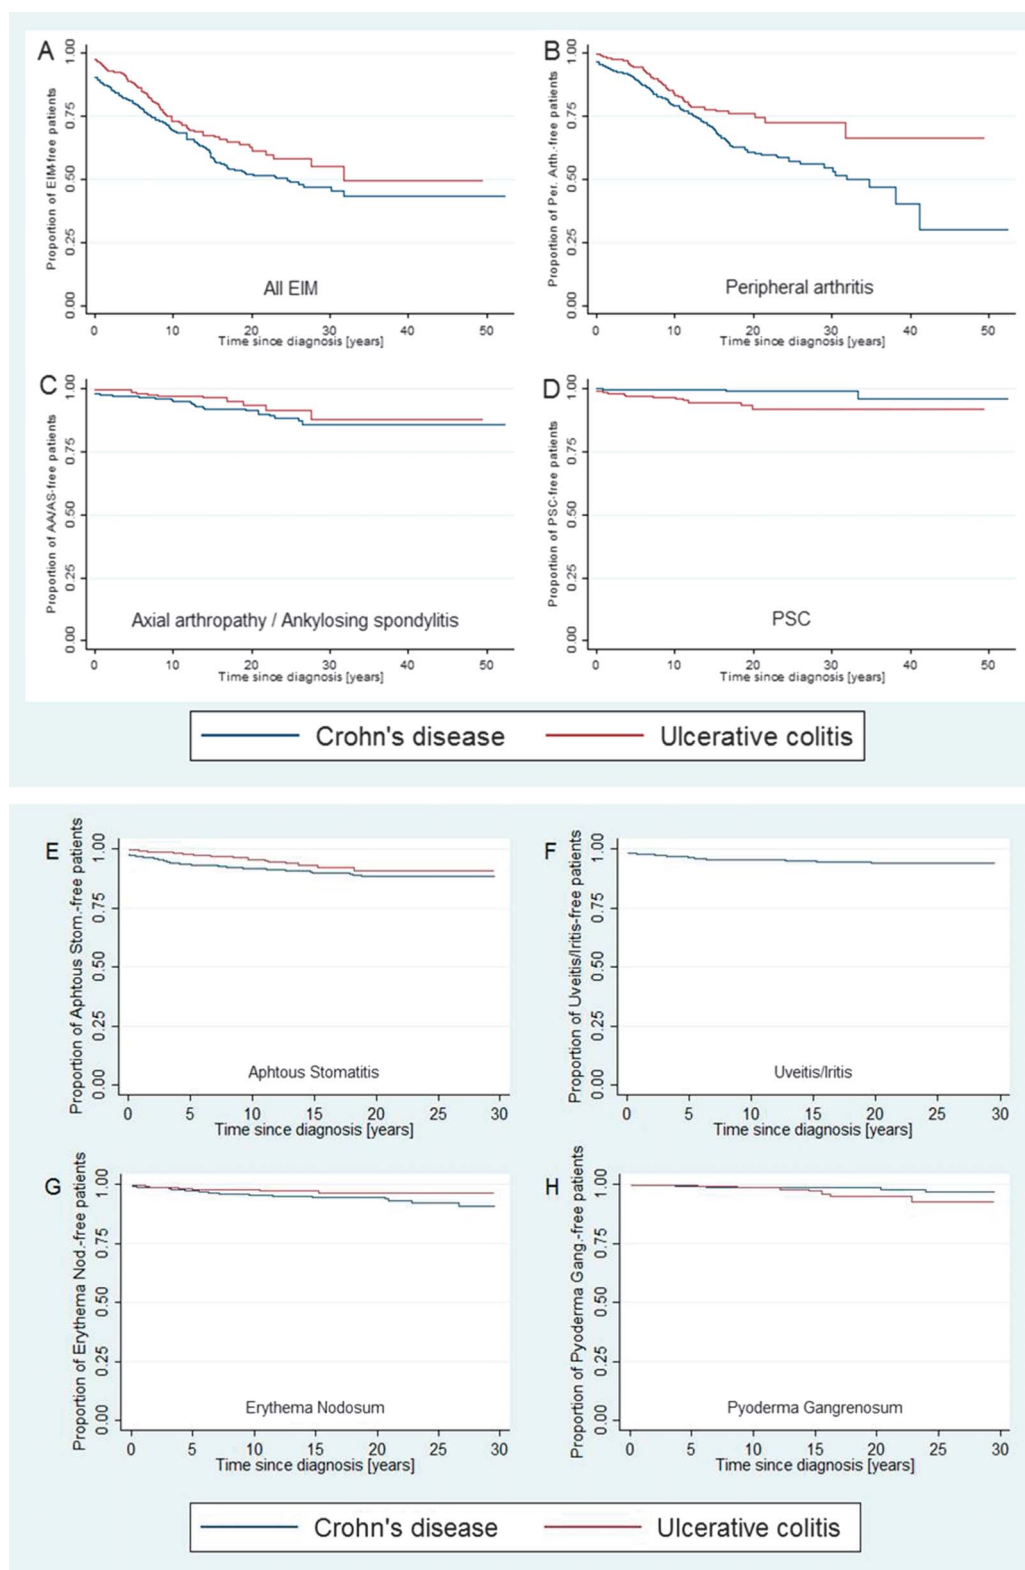 A
Proportion of EIM-free patients
1.00
0.75
0.50
0.25
0.00
All EIM
0 10 20 30 40 50
Time since diagnosis [years]
B
Proportion of Per. Arth.-free patients
1.00
0.75
0.50
0.25
0.00
Peripheral arthritis
0 10 20 30 40 50
Time since diagnosis [years]
C
Proportion of AA/AS-free patients
1.00
0.75
0.50
0.25
0.00
Axial arthropathy / Ankylosing spondylitis
0 10 20 30 40 50
Time since diagnosis [years]
D
Proportion of PSC-free patients
1.00
0.75
0.50
0.25
0.00
PSC
0 10 20 30 40 50
Time since diagnosis [years]
Crohn's disease Ulcerative colitis
E
Proportion of Aphtous Stom.-free patients
1.00
0.75
0.50
0.25
0.00
Aphtous Stomatitis
0 5 10 15 20 25 30
Time since diagnosis [years]
F
Proportion of Uveitis/Iritis-free patients
1.00
0.75
0.50
0.25
0.00
Uveitis/Iritis
0 5 10 15 20 25 30
Time since diagnosis [years]
G
Proportion of Erythema Nod.-free patients
1.00
0.75
0.50
0.25
0.00
Erythema Nodosum
0 5 10 15 20 25 30
Time since diagnosis [years]
H
Proportion of Pyoderma Gang.-free patients
1.00
0.75
0.50
0.25
0.00
Pyoderma Gangrenosum
0 5 10 15 20 25 30
Time since diagnosis [years]
Crohn's disease Ulcerative colitis